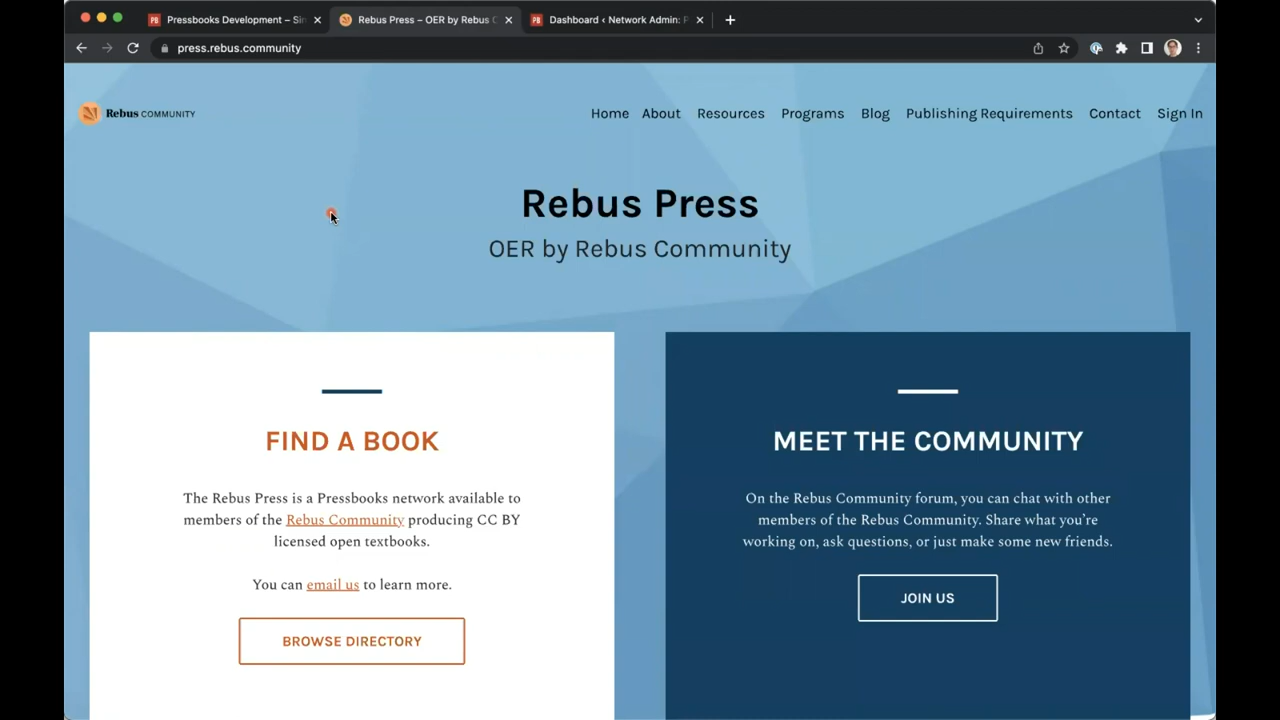 Pressbooks Development – Sin
Rebus Press – OER by Rebus C
Dashboard ‹ Network Admin: P
press.rebus.community
Rebus COMMUNITY
Home About Resources Programs Blog Publishing Requirements Contact Sign In
Rebus Press
OER by Rebus Community
FIND A BOOK
The Rebus Press is a Pressbooks network available to
members of the Rebus Community producing CC BY
licensed open textbooks.
You can email us to learn more.
BROWSE DIRECTORY
MEET THE COMMUNITY
On the Rebus Community forum, you can chat with other
members of the Rebus Community. Share what you’re
working on, ask questions, or just make some new friends.
JOIN US